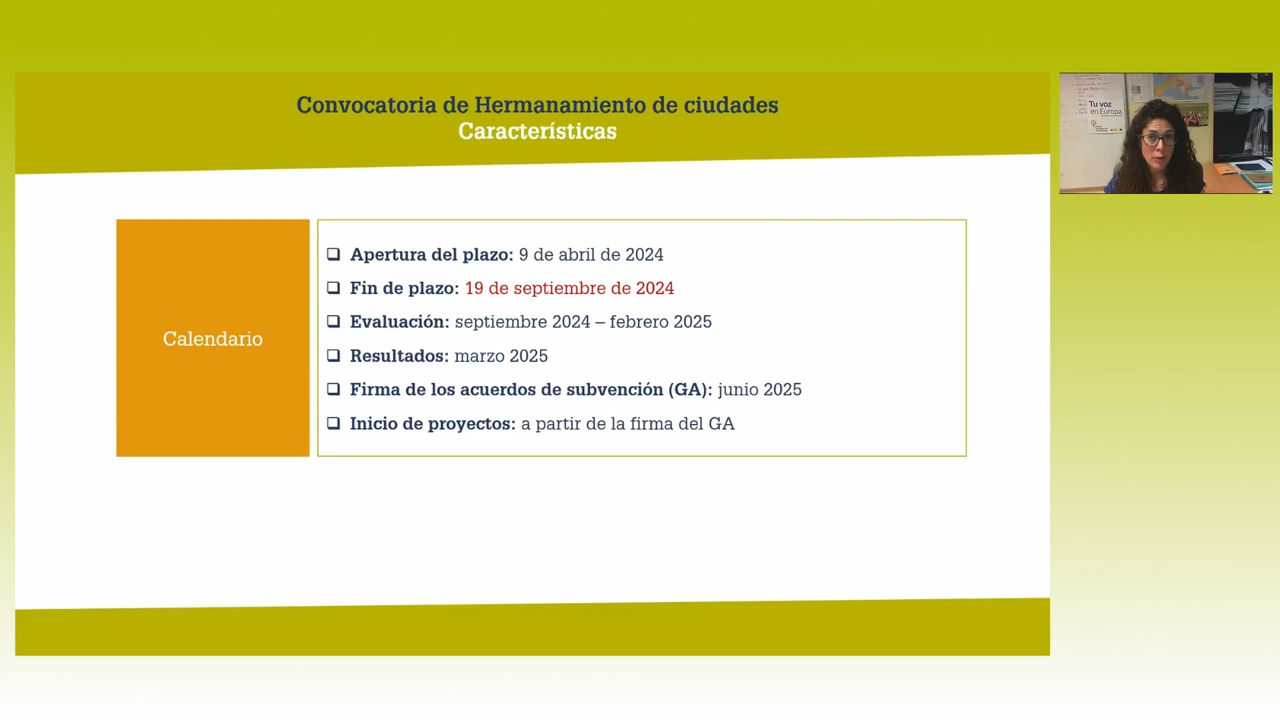 Convocatoria de Hermanamiento de ciudades
Características
Calendario
Apertura del plazo: 9 de abril de 2024
Fin de plazo: 19 de septiembre de 2024
Evaluación: septiembre 2024 – febrero 2025
Resultados: marzo 2025
Firma de los acuerdos de subvención (GA): junio 2025
Inicio de proyectos: a partir de la firma del GA
Tu voz
en Europa